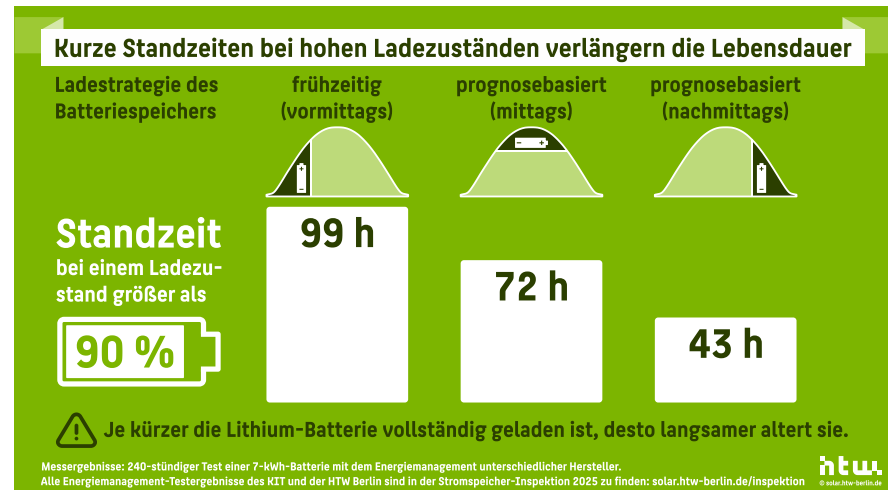 Kurze Standzeiten bei hohen Ladezuständen verlängern die Lebensdauer
Ladestrategie des
Batteriespeichers
frühzeitig
(vormittags)
prognosebasiert
(mittags)
prognosebasiert
(nachmittags)
Standzeit
bei einem Ladezu-
stand größer als
90 %
99 h
72 h
43 h
Je kürzer die Lithium-Batterie vollständig geladen ist, desto langsamer altert sie.
Messergebnisse: 240-stündiger Test einer 7-kWh-Batterie mit dem Energiemanagement unterschiedlicher Hersteller.
Alle Energiemanagement-Testergebnisse des KIT und der HTW Berlin sind in der Stromspeicher-Inspektion 2025 zu finden: solar.htw-berlin.de/inspektion
htw
© solar.htw-berlin.de